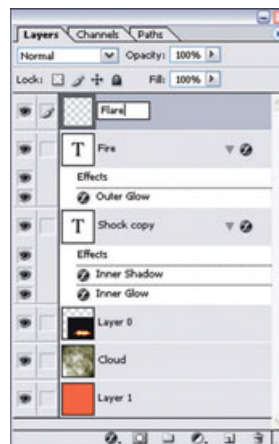 Layers Channels Paths
Normal Opacity: 100%
Lock: Fill: 100%
Flare
T Fire
Effects
Outer Glow
T Shock copy
Effects
Inner Shadow
Inner Glow
Layer 0
Cloud
Layer 1